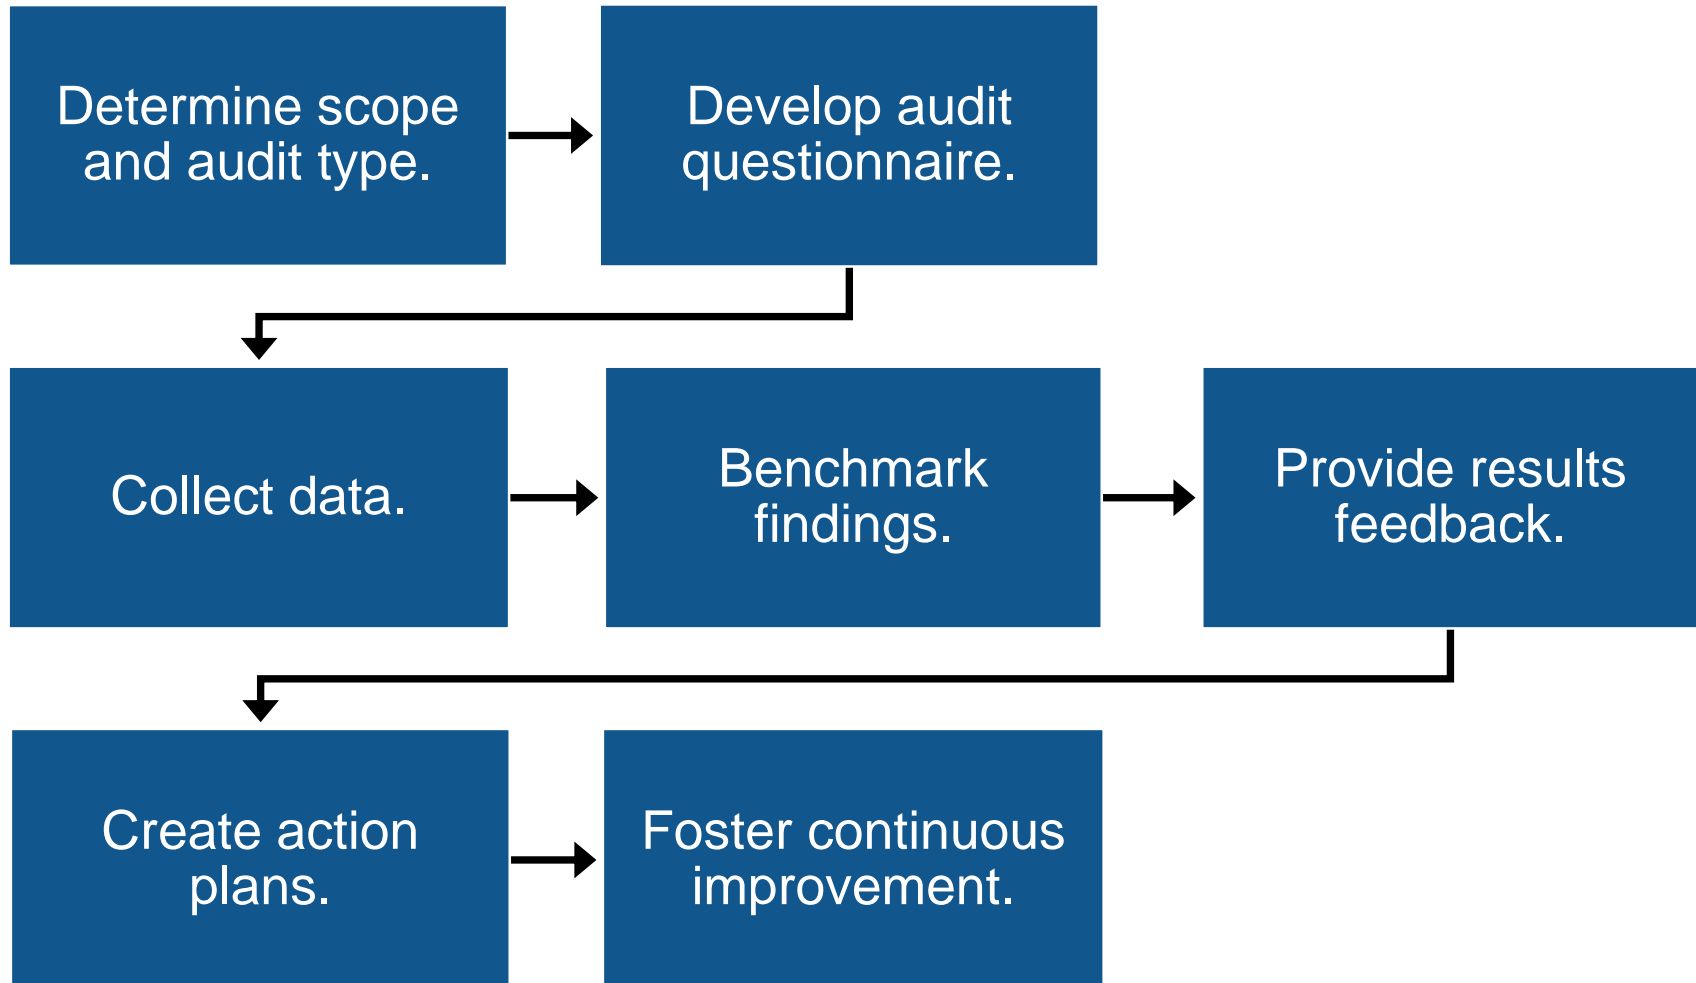 Determine scope
and audit type.
Develop audit
questionnaire.
Collect data.
Benchmark
findings.
Provide results
feedback.
Create action
plans.
Foster continuous
improvement.